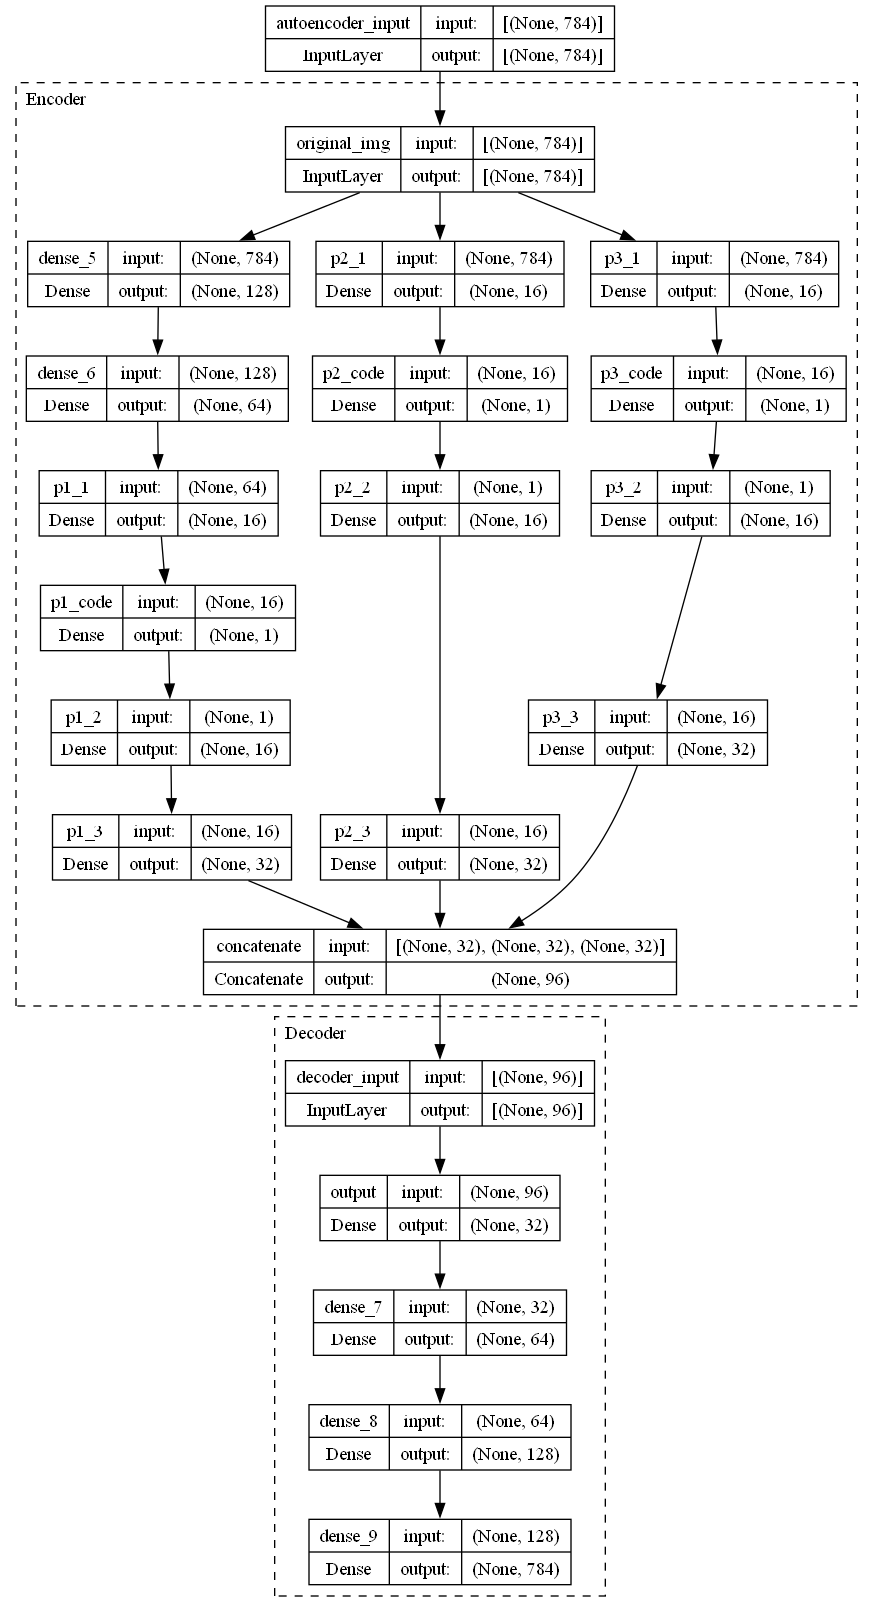 autoencoder_input input: [(None, 784)]
InputLayer output: [(None, 784)]
Encoder
original_img input: [(None, 784)]
InputLayer output: [(None, 784)]
dense_5 input: (None, 784)
Dense output: (None, 128)
p2_1 input: (None, 784)
Dense output: (None, 16)
p3_1 input: (None, 784)
Dense output: (None, 16)
dense_6 input: (None, 128)
Dense output: (None, 64)
p2_code input: (None, 16)
Dense output: (None, 1)
p3_code input: (None, 16)
Dense output: (None, 1)
p1_1 input: (None, 64)
Dense output: (None, 16)
p2_2 input: (None, 1)
Dense output: (None, 16)
p3_2 input: (None, 1)
Dense output: (None, 16)
p1_code input: (None, 16)
Dense output: (None, 1)
p1_2 input: (None, 1)
Dense output: (None, 16)
p3_3 input: (None, 16)
Dense output: (None, 32)
p1_3 input: (None, 16)
Dense output: (None, 32)
p2_3 input: (None, 16)
Dense output: (None, 32)
concatenate input: [(None, 32), (None, 32), (None, 32)]
Concatenate output: (None, 96)
Decoder
decoder_input input: [(None, 96)]
InputLayer output: [(None, 96)]
output input: (None, 96)
Dense output: (None, 32)
dense_7 input: (None, 32)
Dense output: (None, 64)
dense_8 input: (None, 64)
Dense output: (None, 128)
dense_9 input: (None, 128)
Dense output: (None, 784)